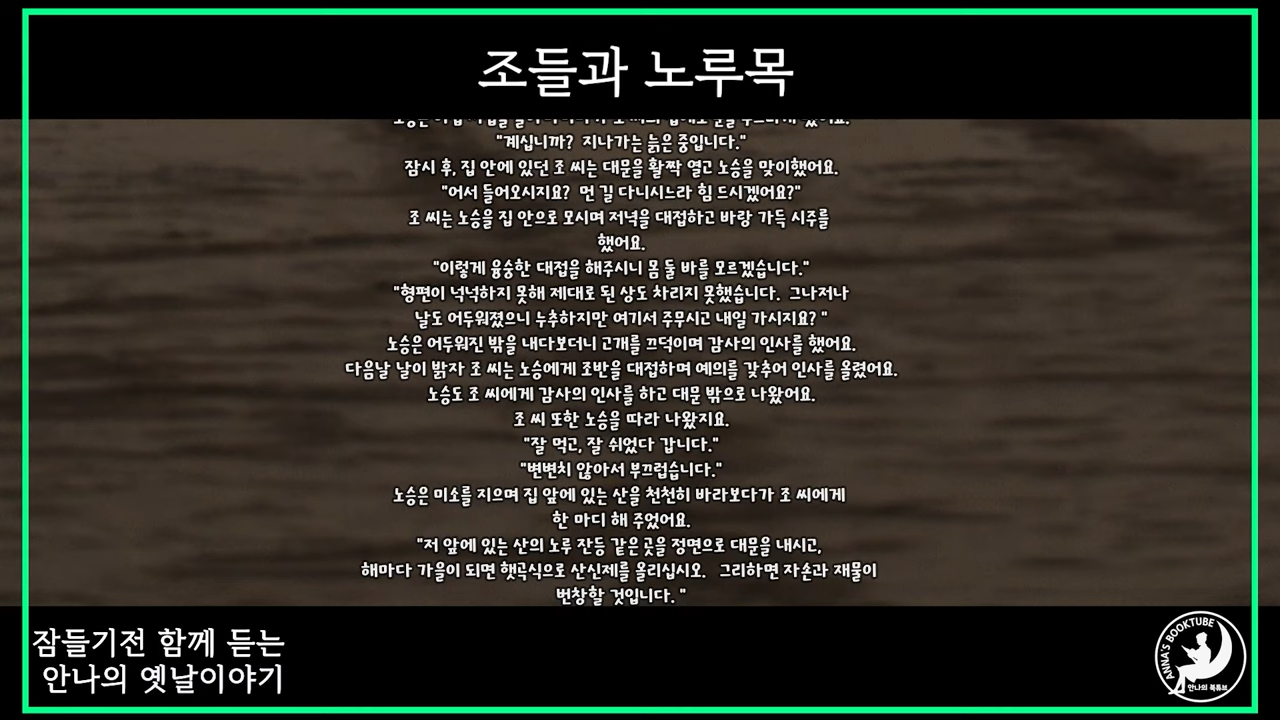 조들과 노루목
"계십니까? 지나가는 늙은 중입니다."
잠시 후, 집 안에 있던 조 씨는 대문을 활짝 열고 노승을 맞이했어요.
"어서 들어오시지요? 먼 길 다니시느라 힘 드시겠어요?"
조 씨는 노승을 집 안으로 모시며 저녁을 대접하고 바랑 가득 시주를
했어요.
"이렇게 융숭한 대접을 해주시니 몸 둘 바를 모르겠습니다."
"형편이 넉넉하지 못해 제대로 된 상도 차리지 못했습니다. 그나저나
날도 어두워졌으니 누추하지만 여기서 주무시고 내일 가시지요? "
노승은 어두워진 밖을 내다보더니 고개를 끄덕이며 감사의 인사를 했어요.
다음날 날이 밝자 조 씨는 노승에게 조반을 대접하며 예의를 갖추어 인사를 올렸어요.
노승도 조 씨에게 감사의 인사를 하고 대문 밖으로 나왔어요.
조 씨 또한 노승을 따라 나왔지요.
"잘 먹고, 잘 쉬었다 갑니다."
"변변치 않아서 부끄럽습니다."
노승은 미소를 지으며 집 앞에 있는 산을 천천히 바라보다가 조 씨에게
한 마디 해 주었어요.
"저 앞에 있는 산의 노루 잔등 같은 곳을 정면으로 대문을 내시고,
해마다 가을이 되면 햇곡식으로 산신제를 올리십시오. 그리하면 자손과 재물이
번창할 것입니다. "
잠들기전 함께 듣는
안나의 옛날이야기
ANNA'S BOOKTUBE
안나의 북튜브